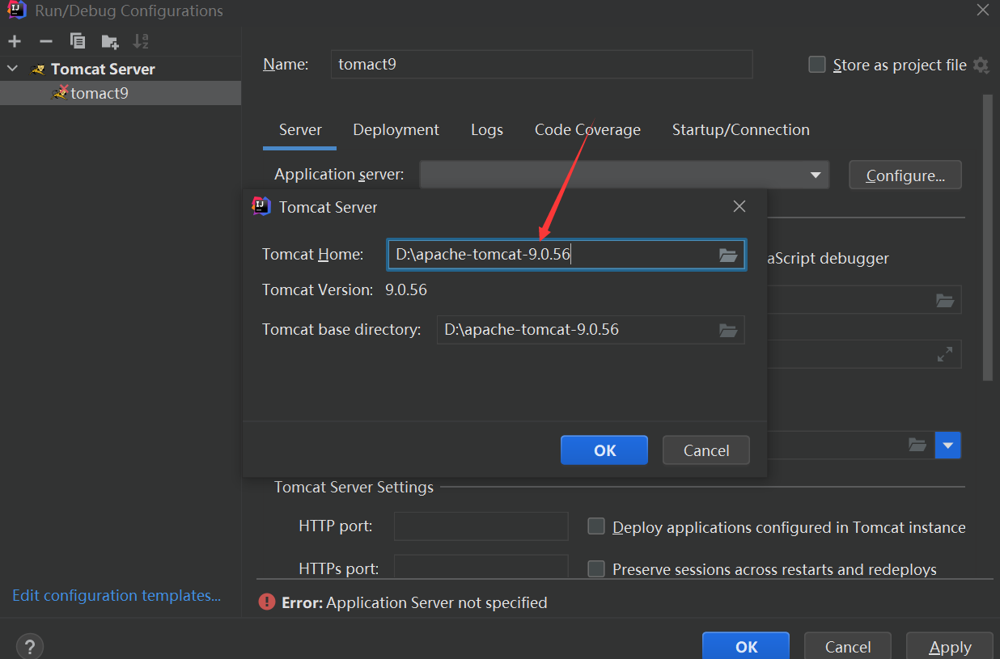 Run/Debug Configurations
Tomcat Server
tomact9
Name: tomact9
Store as project file
Server Deployment Logs Code Coverage Startup/Connection
Application server: Configure...
Tomcat Server
Tomcat Home: D:\apache-tomcat-9.0.56
aScript debugger
Tomcat Version: 9.0.56
Tomcat base directory: D:\apache-tomcat-9.0.56
OK Cancel
Tomcat Server Settings
HTTP port:
Deploy applications configured in Tomcat instance
HTTPs port:
Preserve sessions across restarts and redeploys
Edit configuration templates...
Error: Application Server not specified
? OK Cancel Apply